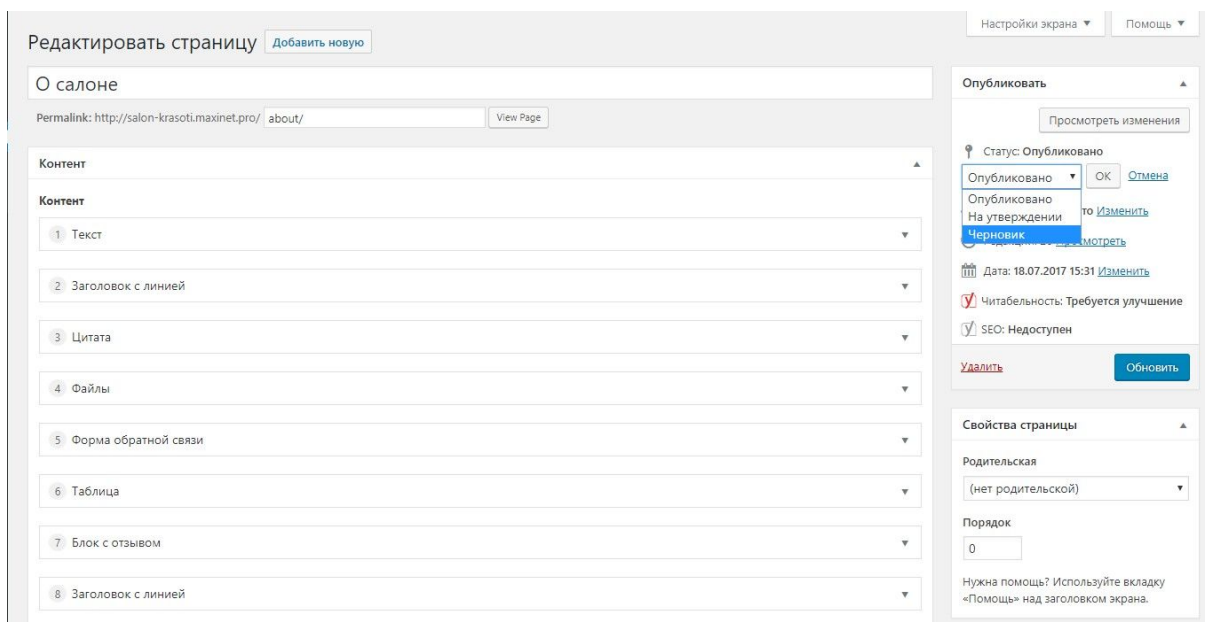 Настройки экрана ▼
Помощь ▼
Редактировать страницу Добавить новую
О салоне
Permalink: http://salon-krasoti.maxinet.pro/ about/ View Page
Контент
Контент
1 Текст
2 Заголовок с линией
3 Цитата
4 Файлы
5 Форма обратной связи
6 Таблица
7 Блок с отзывом
8 Заголовок с линией
Опубликовать
Просмотреть изменения
Статус: Опубликовано
Опубликовано ОК Отмена
Опубликовано
На утверждении
Черновик
Изменить
Дата: 18.07.2017 15:31 Изменить
Читабельность: Требуется улучшение
SEO: Недоступен
Удалить Обновить
Свойства страницы
Родительская
(нет родительской)
Порядок
0
Нужна помощь? Используйте вкладку
«Помощь» над заголовком экрана.